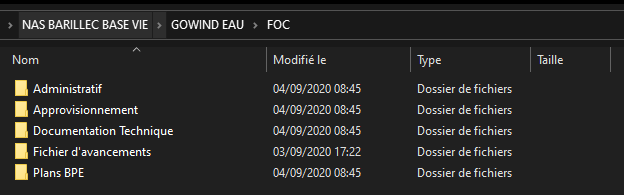 NAS BARILLEC BASE VIE > GOWIND EAU > FOC
Nom Modifié le Type Taille
Administratif 04/09/2020 08:45 Dossier de fichiers
Approvisionnement 04/09/2020 08:45 Dossier de fichiers
Documentation Technique 04/09/2020 08:45 Dossier de fichiers
Fichier d'avancements 03/09/2020 17:22 Dossier de fichiers
Plans BPE 04/09/2020 08:45 Dossier de fichiers